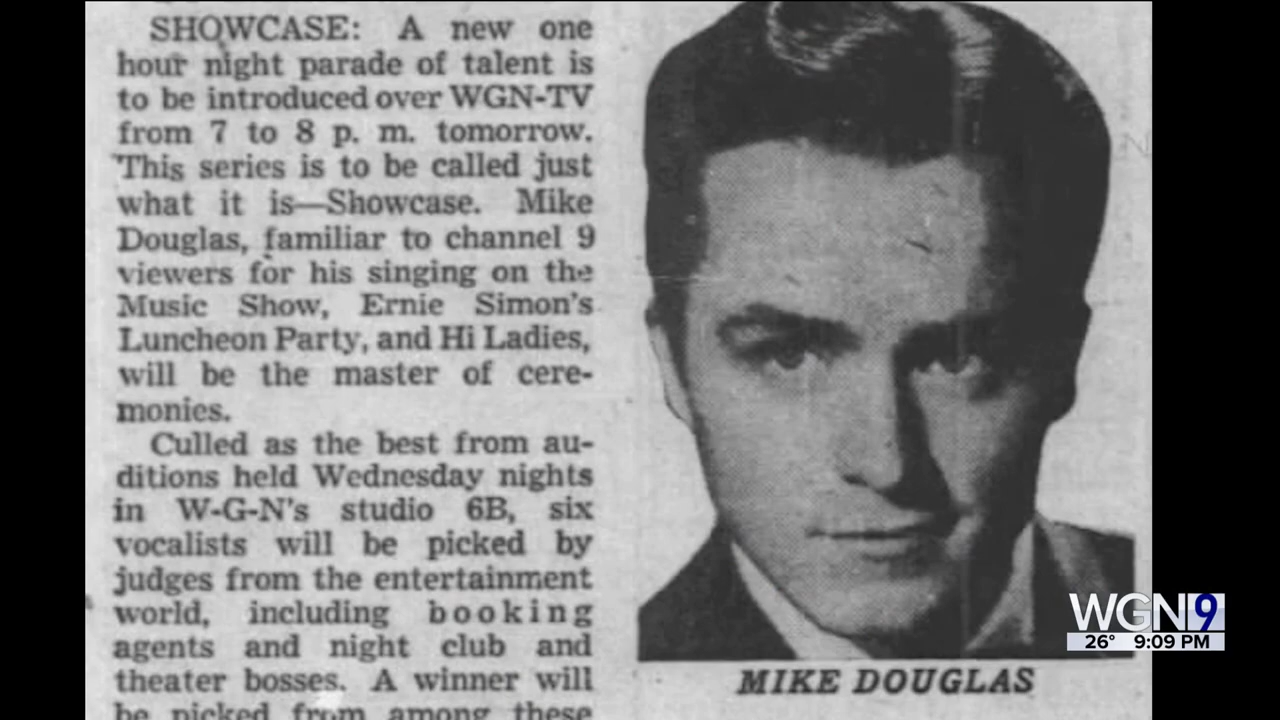 SHOWCASE: A new one
hour night parade of talent is
to be introduced over WGN-TV
from 7 to 8 p. m. tomorrow.
This series is to be called just
what it is—Showcase. Mike
Douglas, familiar to channel 9
viewers for his singing on the
Music Show, Ernie Simon's
Luncheon Party, and Hi Ladies,
will be the master of cere-
monies.
Culled as the best from au-
ditions held Wednesday nights
in W-G-N's studio 6B, six
vocalists will be picked by
judges from the entertainment
world, including booking
agents and night club and
theater bosses. A winner will
be picked from among these
MIKE DOUGLAS
WGN9
26° 9:09 PM